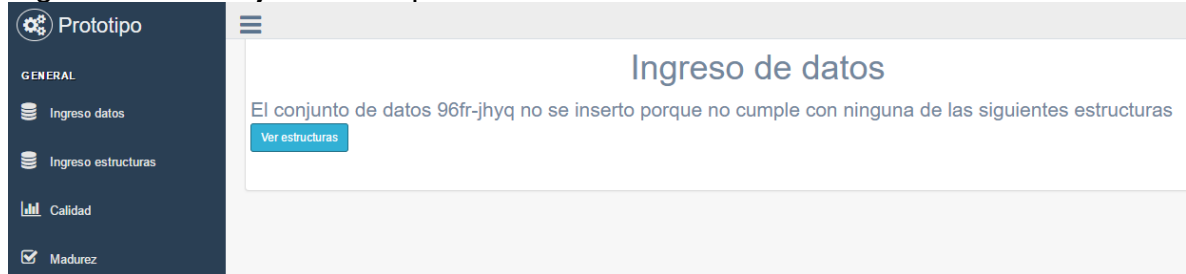 Prototipo
GENERAL
Ingreso datos
Ingreso estructuras
Calidad
Madurez
Ingreso de datos
El conjunto de datos 96fr-jhyq no se inserto porque no cumple con ninguna de las siguientes estructuras
Ver estructuras